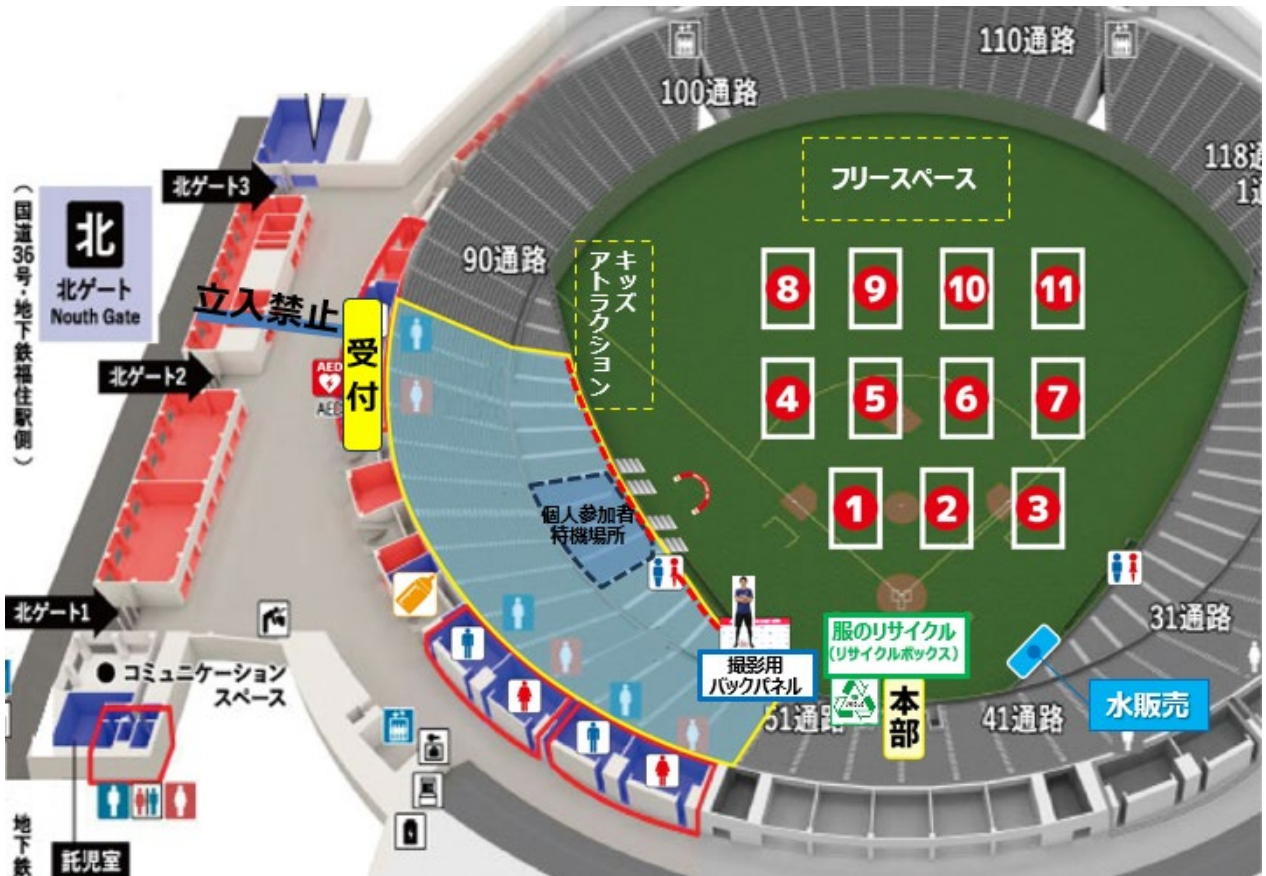 110通路
100通路
118通
1通
北ゲート3
(国道36号・地下鉄福住駅側)
北
北ゲート
Nouth Gate
90通路
フリースペース
キッズ
アトラクション
立入禁止
受付
北ゲート2
AED
AED
8
9
10
11
4
5
6
7
1
2
3
個人参加者
待機場所
北ゲート1
コミュニケーション
スペース
撮影用
バックパネル
服のリサイクル
(リサイクルボックス)
本部
31通路
水販売
51通路
41通路
地下鉄
託児室